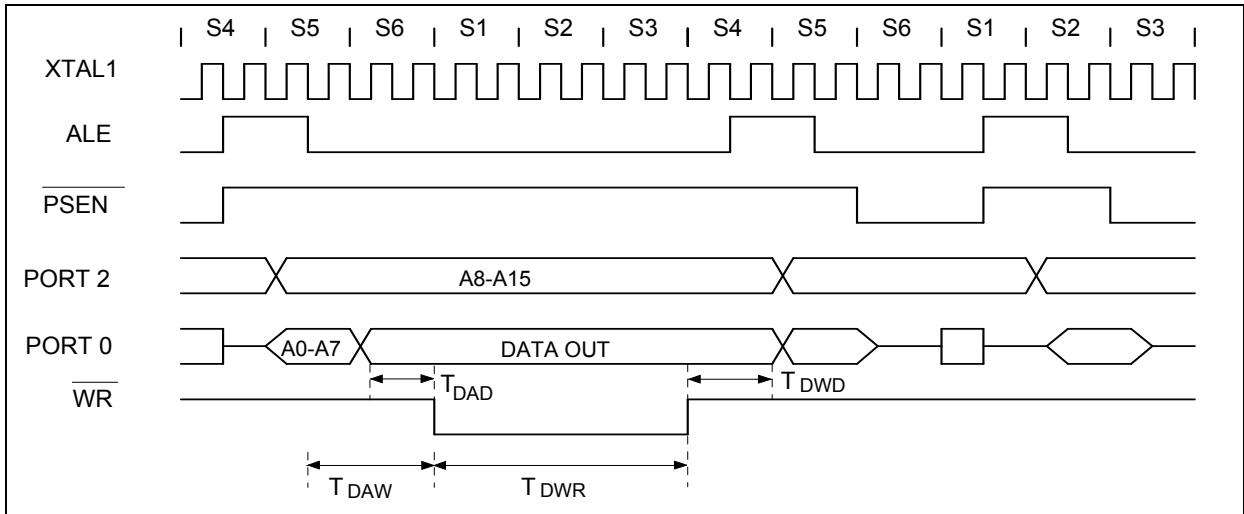 S4 S5 S6 S1 S2 S3 S4 S5 S6 S1 S2 S3
XTAL1
ALE
PSEN
PORT 2 A8-A15
PORT 0 A0-A7 DATA OUT
TDAD TDWD
WR
TDAW TDWR